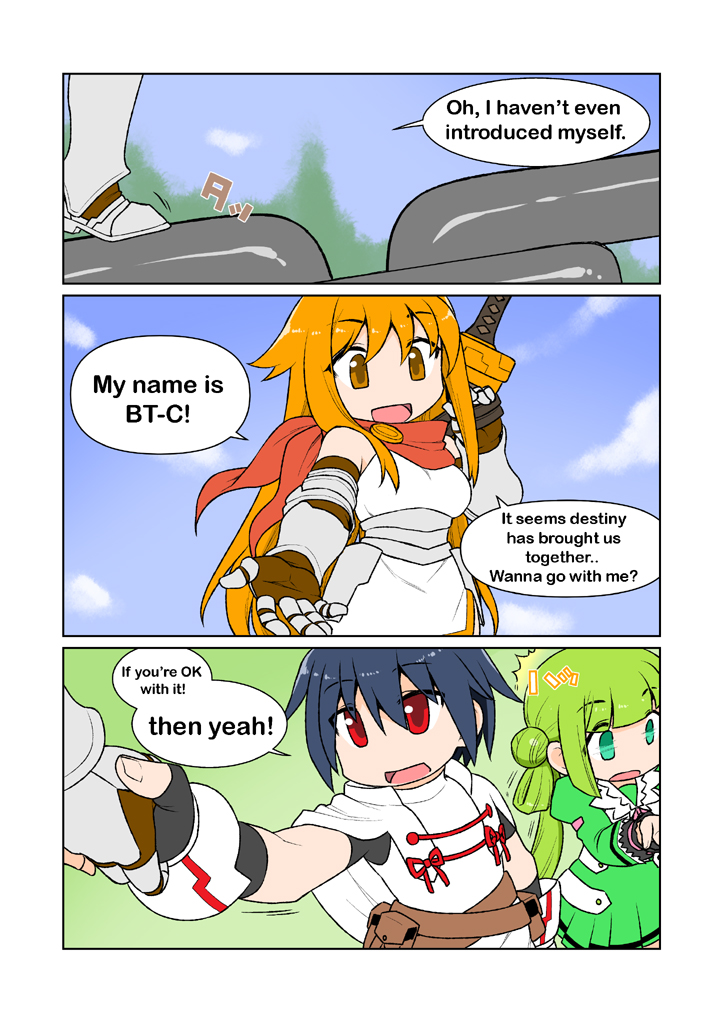 Oh, I haven't even
introduced myself.
タッ
My name is
BT-C!
It seems destiny
has brought us
together..
Wanna go with me?
If you're OK
with it!
then yeah!